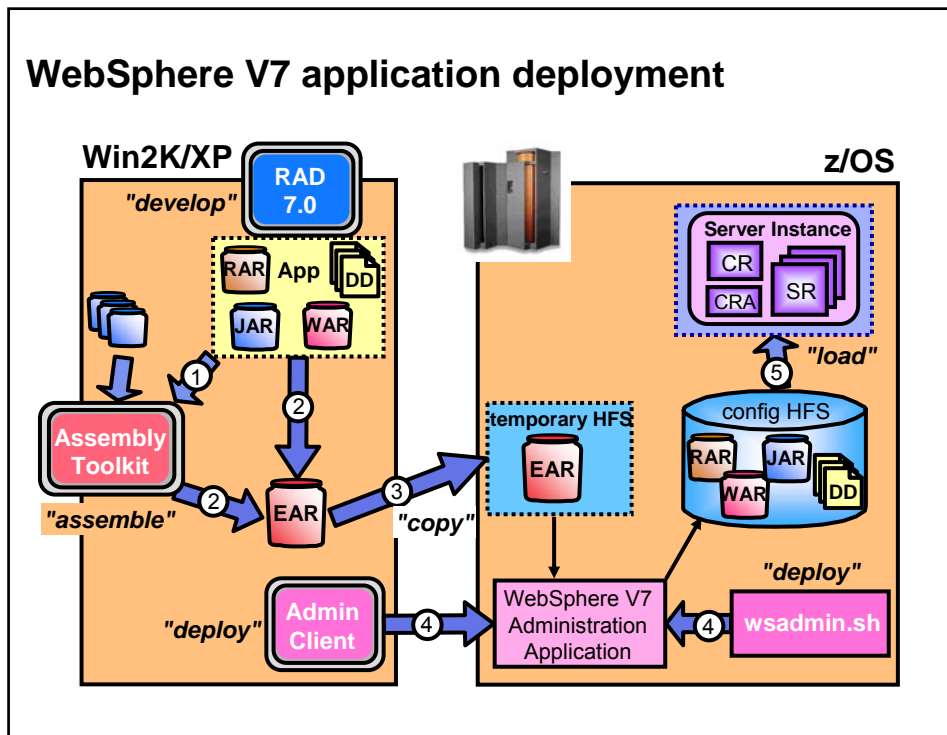 WebSphere V7 application deployment
Win2K/XP
z/OS
RAD
7.0
"develop"
RAR
App
DD
JAR
WAR
1
2
Assembly
Toolkit
"assemble"
2
EAR
3
"copy"
"deploy"
Admin
Client
4
Server Instance
CR
CRA
SR
"load"
5
temporary HFS
EAR
config HFS
RAR
JAR
WAR
DD
"deploy"
WebSphere V7
Administration
Application
4
wsadmin.sh